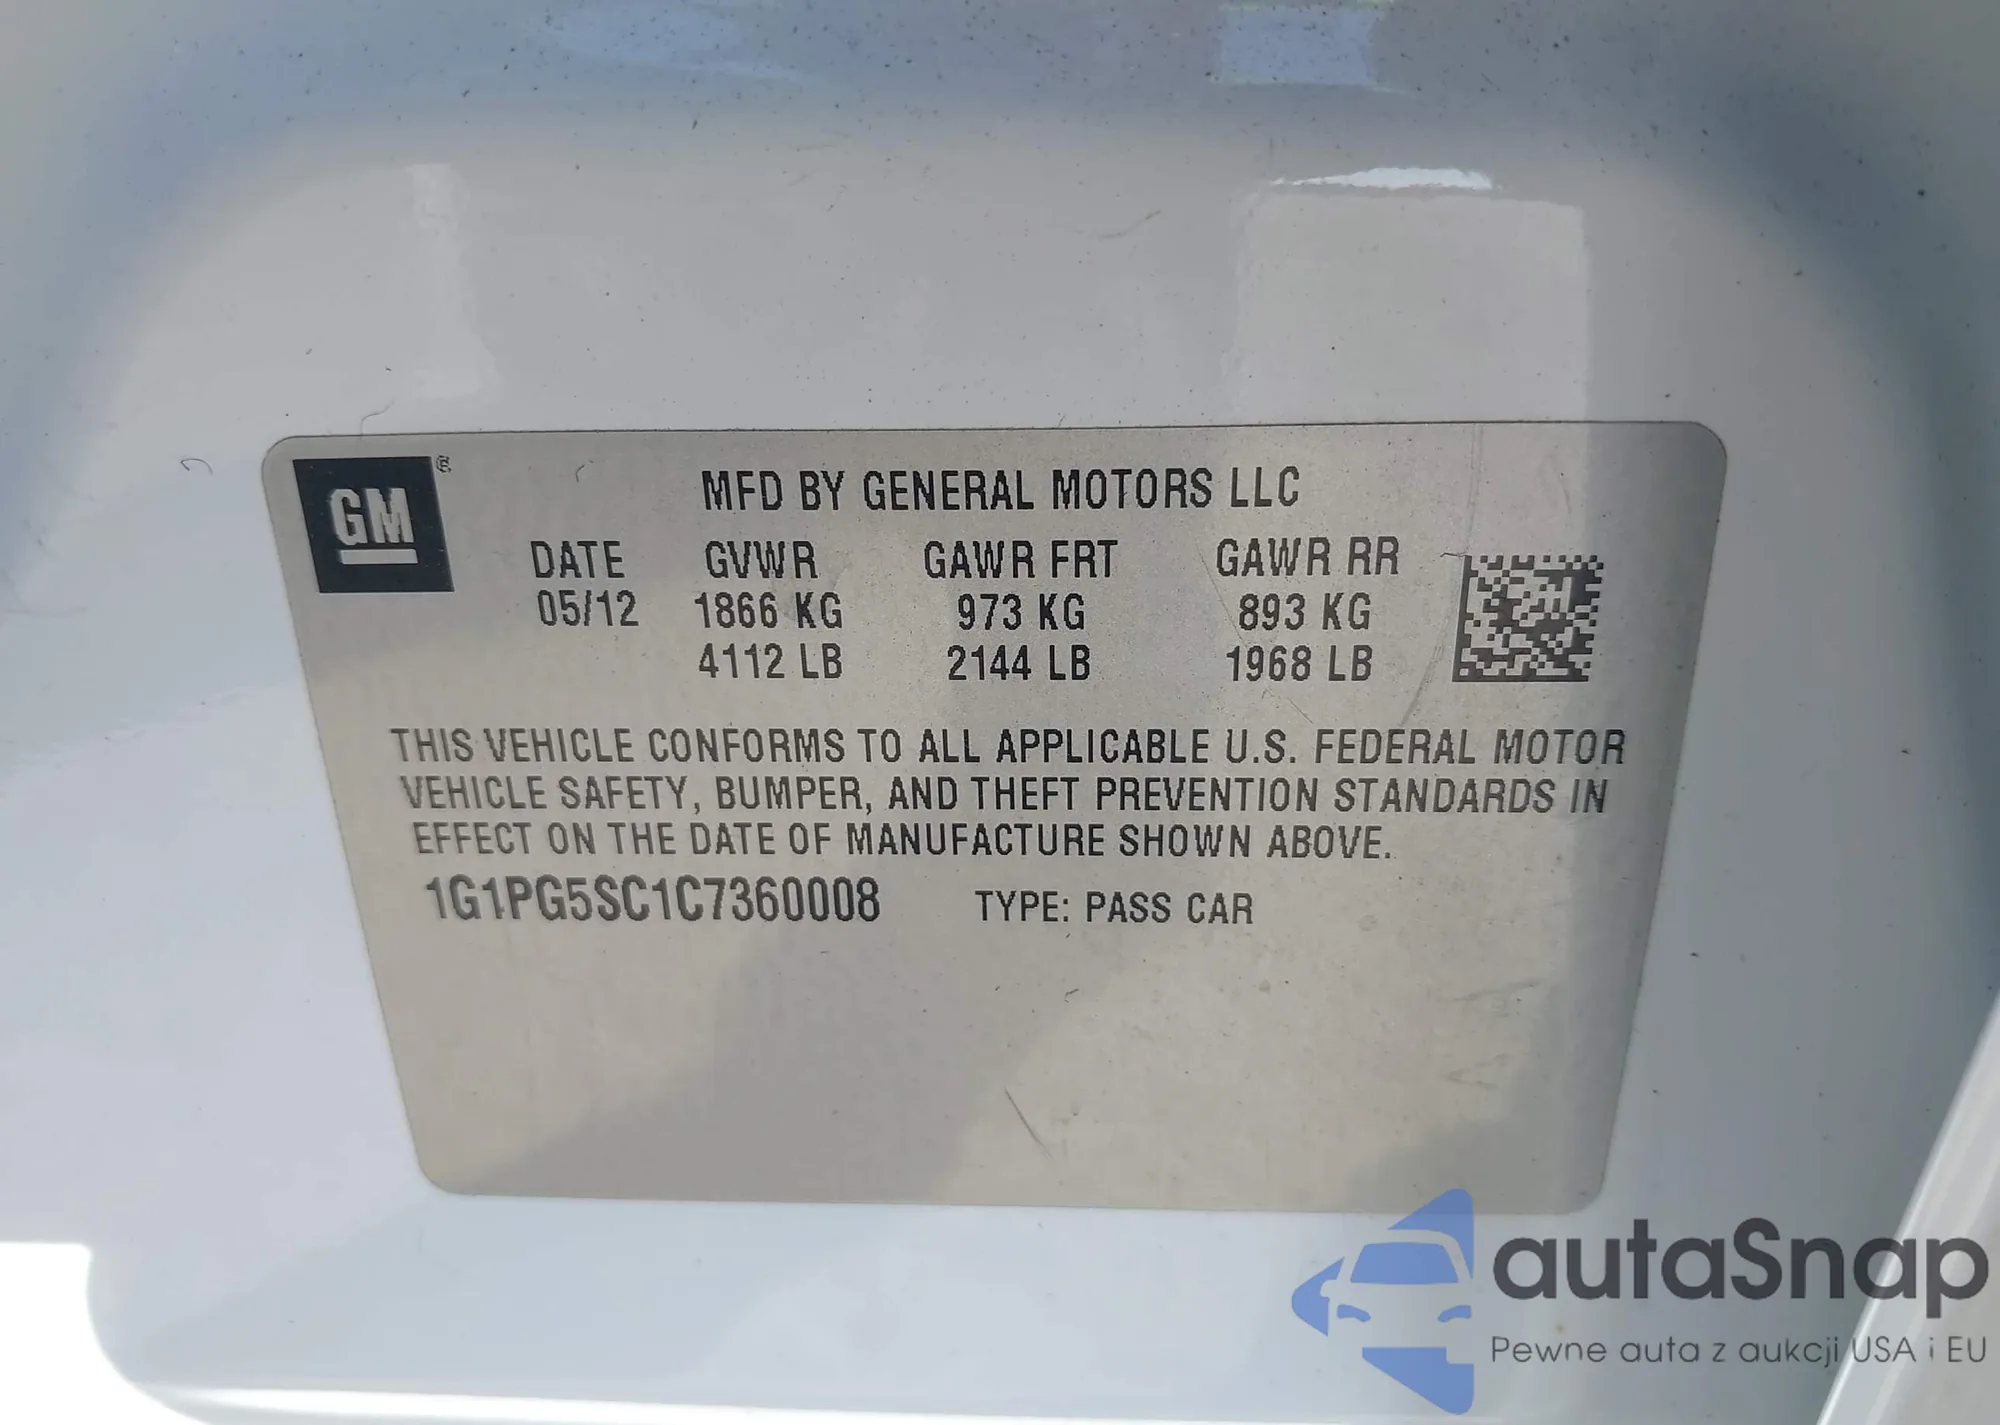 GM ®
MFD BY GENERAL MOTORS LLC
DATE GVWR GAWR FRT GAWR RR
05/12 1866 KG 973 KG 893 KG
4112 LB 2144 LB 1968 LB
THIS VEHICLE CONFORMS TO ALL APPLICABLE U.S. FEDERAL MOTOR
VEHICLE SAFETY, BUMPER, AND THEFT PREVENTION STANDARDS IN
EFFECT ON THE DATE OF MANUFACTURE SHOWN ABOVE.
1G1PG5SC1C7360008 TYPE: PASS CAR
autaSnap
Pewne auta z aukcji USA i EU